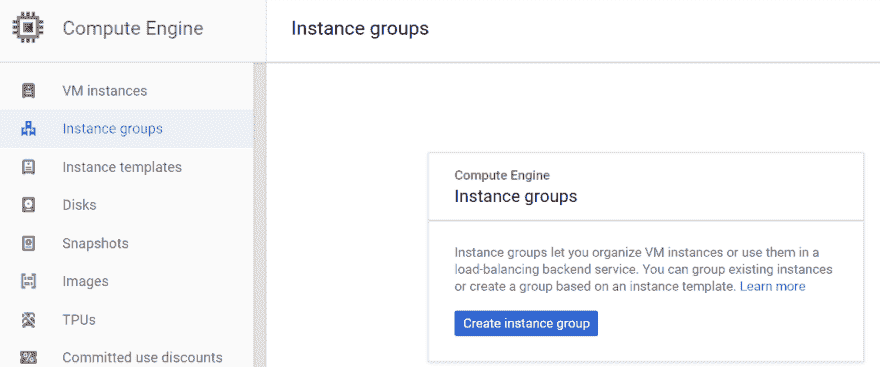 Compute Engine
Instance groups
VM instances
Instance groups
Instance templates
Disks
Snapshots
Images
TPUs
Committed use discounts
Compute Engine
Instance groups
Instance groups let you organize VM instances or use them in a
load-balancing backend service. You can group existing instances
or create a group based on an instance template. Learn more
Create instance group